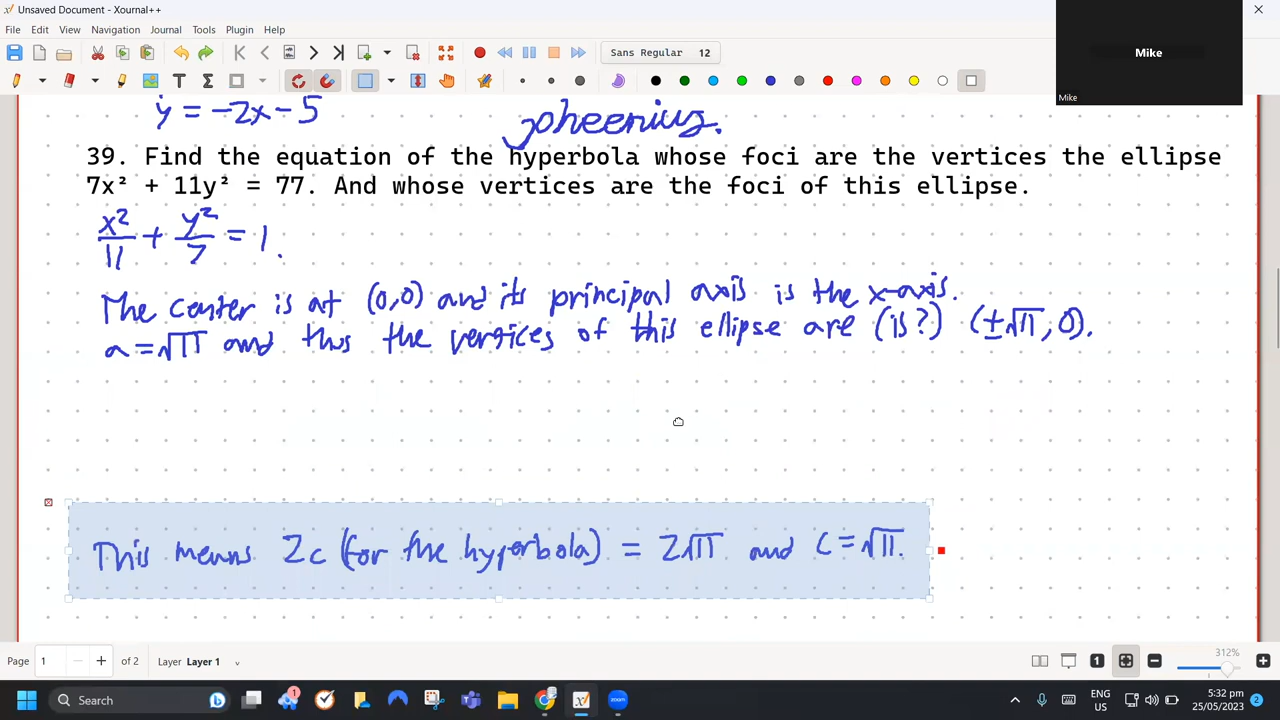 Unsaved Document - Xournal++
File Edit View Navigation Journal Tools Plugin Help
Sans Regular 12
Mike
Mike
y = -2x - 5
39. Find the equation of the hyperbola whose foci are the vertices the ellipse
7x² + 11y² = 77. And whose vertices are the foci of this ellipse.
x²/11 + y²/7 = 1.
The center is at (0,0) and its principal axis is the x-axis.
a = √11 and thus the vertices of this ellipse are (is?) (±√11, 0).
This means 2c (for the hyperbola) = 2√11 and c = √11.
Page 1 of 2 Layer Layer 1
312%
Search
1
ENG
US
5:32 pm
25/05/2023
2